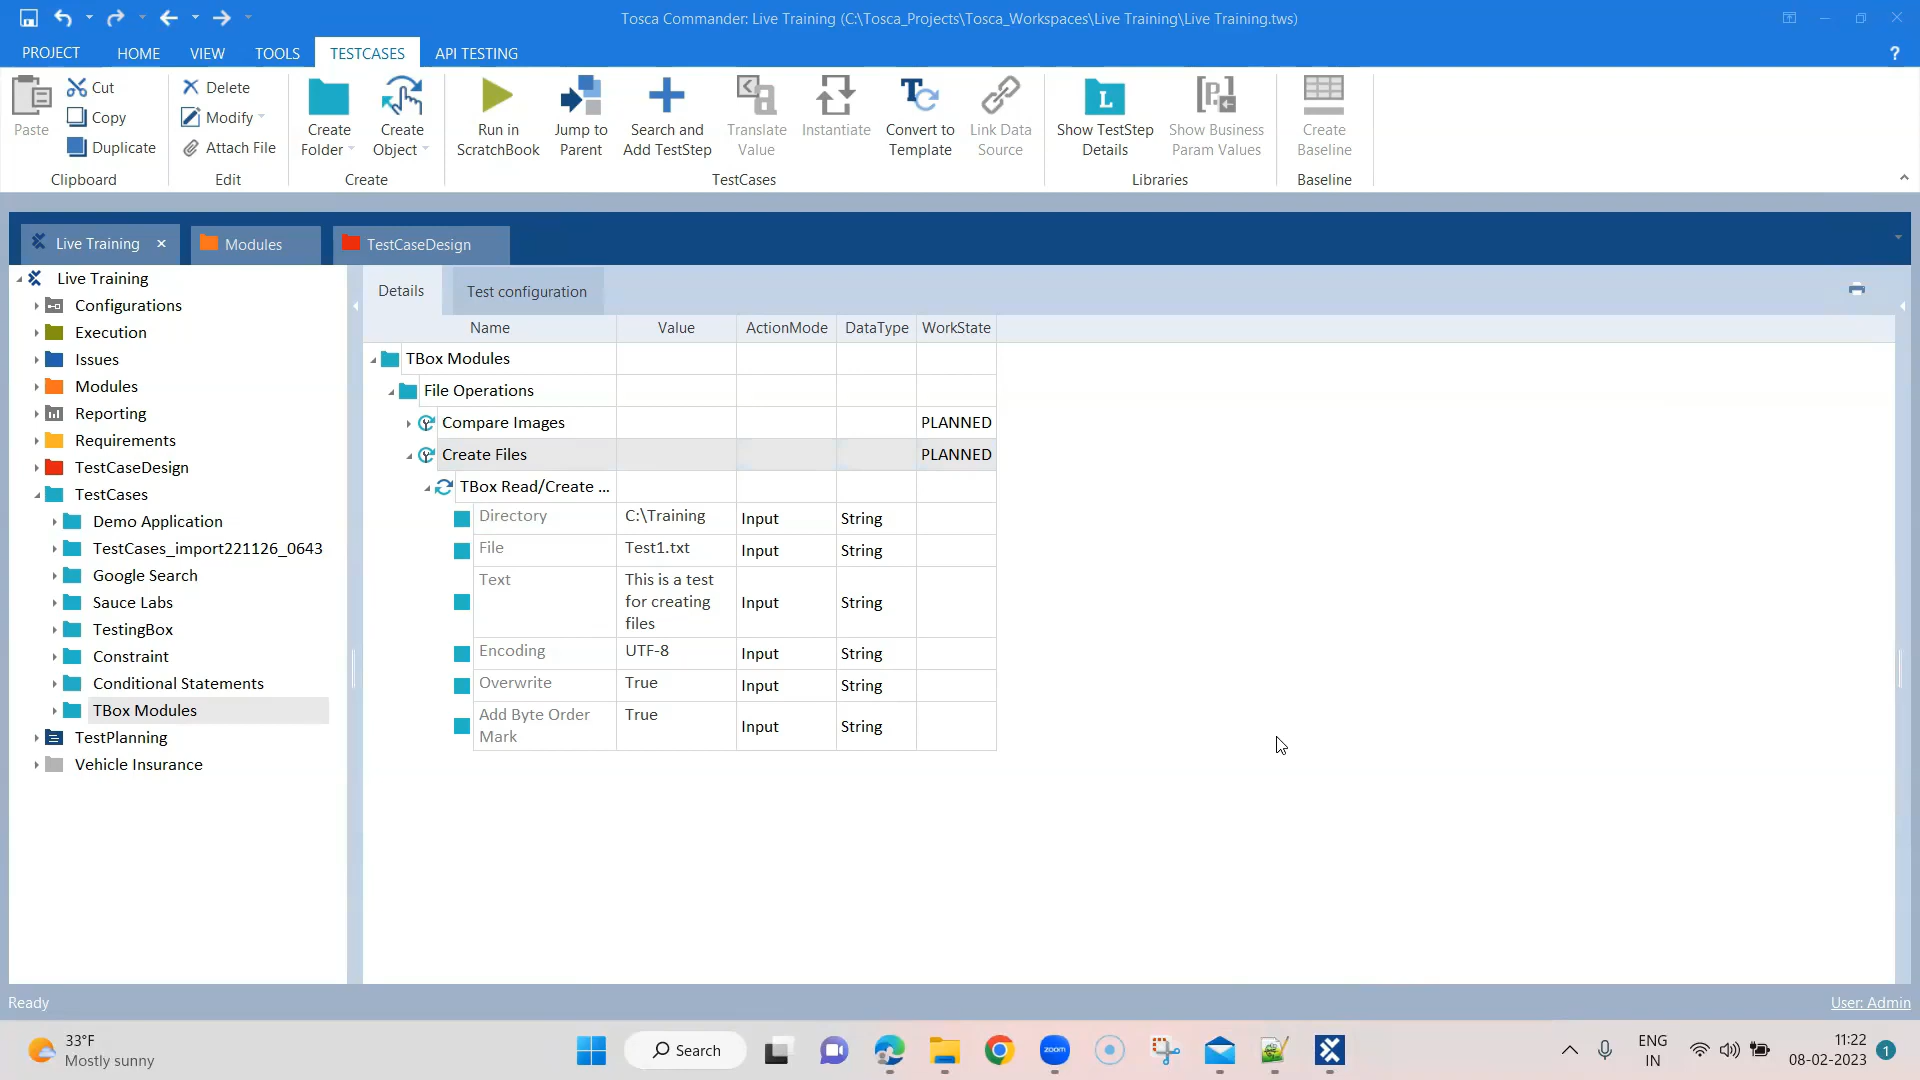 Tosca Commander: Live Training (C:\Tosca_Projects\Tosca_Workspaces\Live Training\Live Training.tws)
PROJECT HOME VIEW TOOLS TESTCASES API TESTING ?
Paste
Cut
Copy
Duplicate
Clipboard
Delete
Modify
Attach File
Edit
Create
Folder
Create
Object
Create
Run in
ScratchBook
Jump to
Parent
Search and
Add TestStep
Translate
Value
Instantiate
Convert to
Template
Link Data
Source
TestCases
L
Show TestStep
Details
Show Business
Param Values
Libraries
Create
Baseline
Baseline
Live Training Modules TestCaseDesign
Live Training
Configurations
Execution
Issues
Modules
Reporting
Requirements
TestCaseDesign
TestCases
Demo Application
TestCases_import221126_0643
Google Search
Sauce Labs
TestingBox
Constraint
Conditional Statements
TBox Modules
TestPlanning
Vehicle Insurance
Details Test configuration
Name Value ActionMode DataType WorkState
TBox Modules
File Operations
Compare Images PLANNED
Create Files PLANNED
TBox Read/Create ...
Directory C:\Training Input String
File Test1.txt Input String
Text This is a test
for creating
files
Input String
Encoding UTF-8 Input String
Overwrite True Input String
Add Byte Order
Mark
True Input String
Ready User: Admin
33°F
Mostly sunny
Search
zoom
ENG
IN
11:22
08-02-2023
1